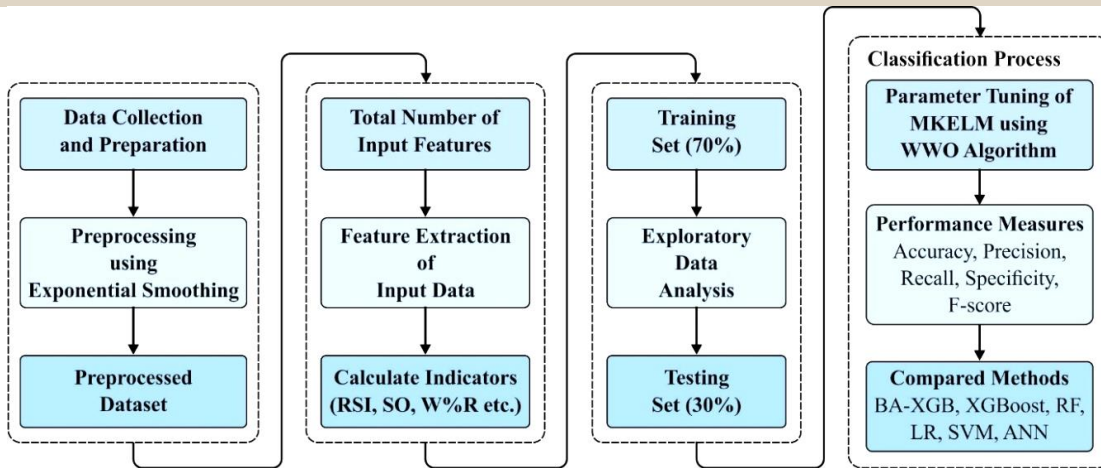 Data Collection
and Preparation
Preprocessing
using
Exponential Smoothing
Preprocessed
Dataset
Total Number of
Input Features
Feature Extraction
of
Input Data
Calculate Indicators
(RSI, SO, W%R etc.)
Training
Set (70%)
Exploratory
Data
Analysis
Testing
Set (30%)
Classification Process
Parameter Tuning of
MKELM using
WWO Algorithm
Performance Measures
Accuracy, Precision,
Recall, Specificity,
F-score
Compared Methods
BA-XGB, XGBoost, RF,
LR, SVM, ANN